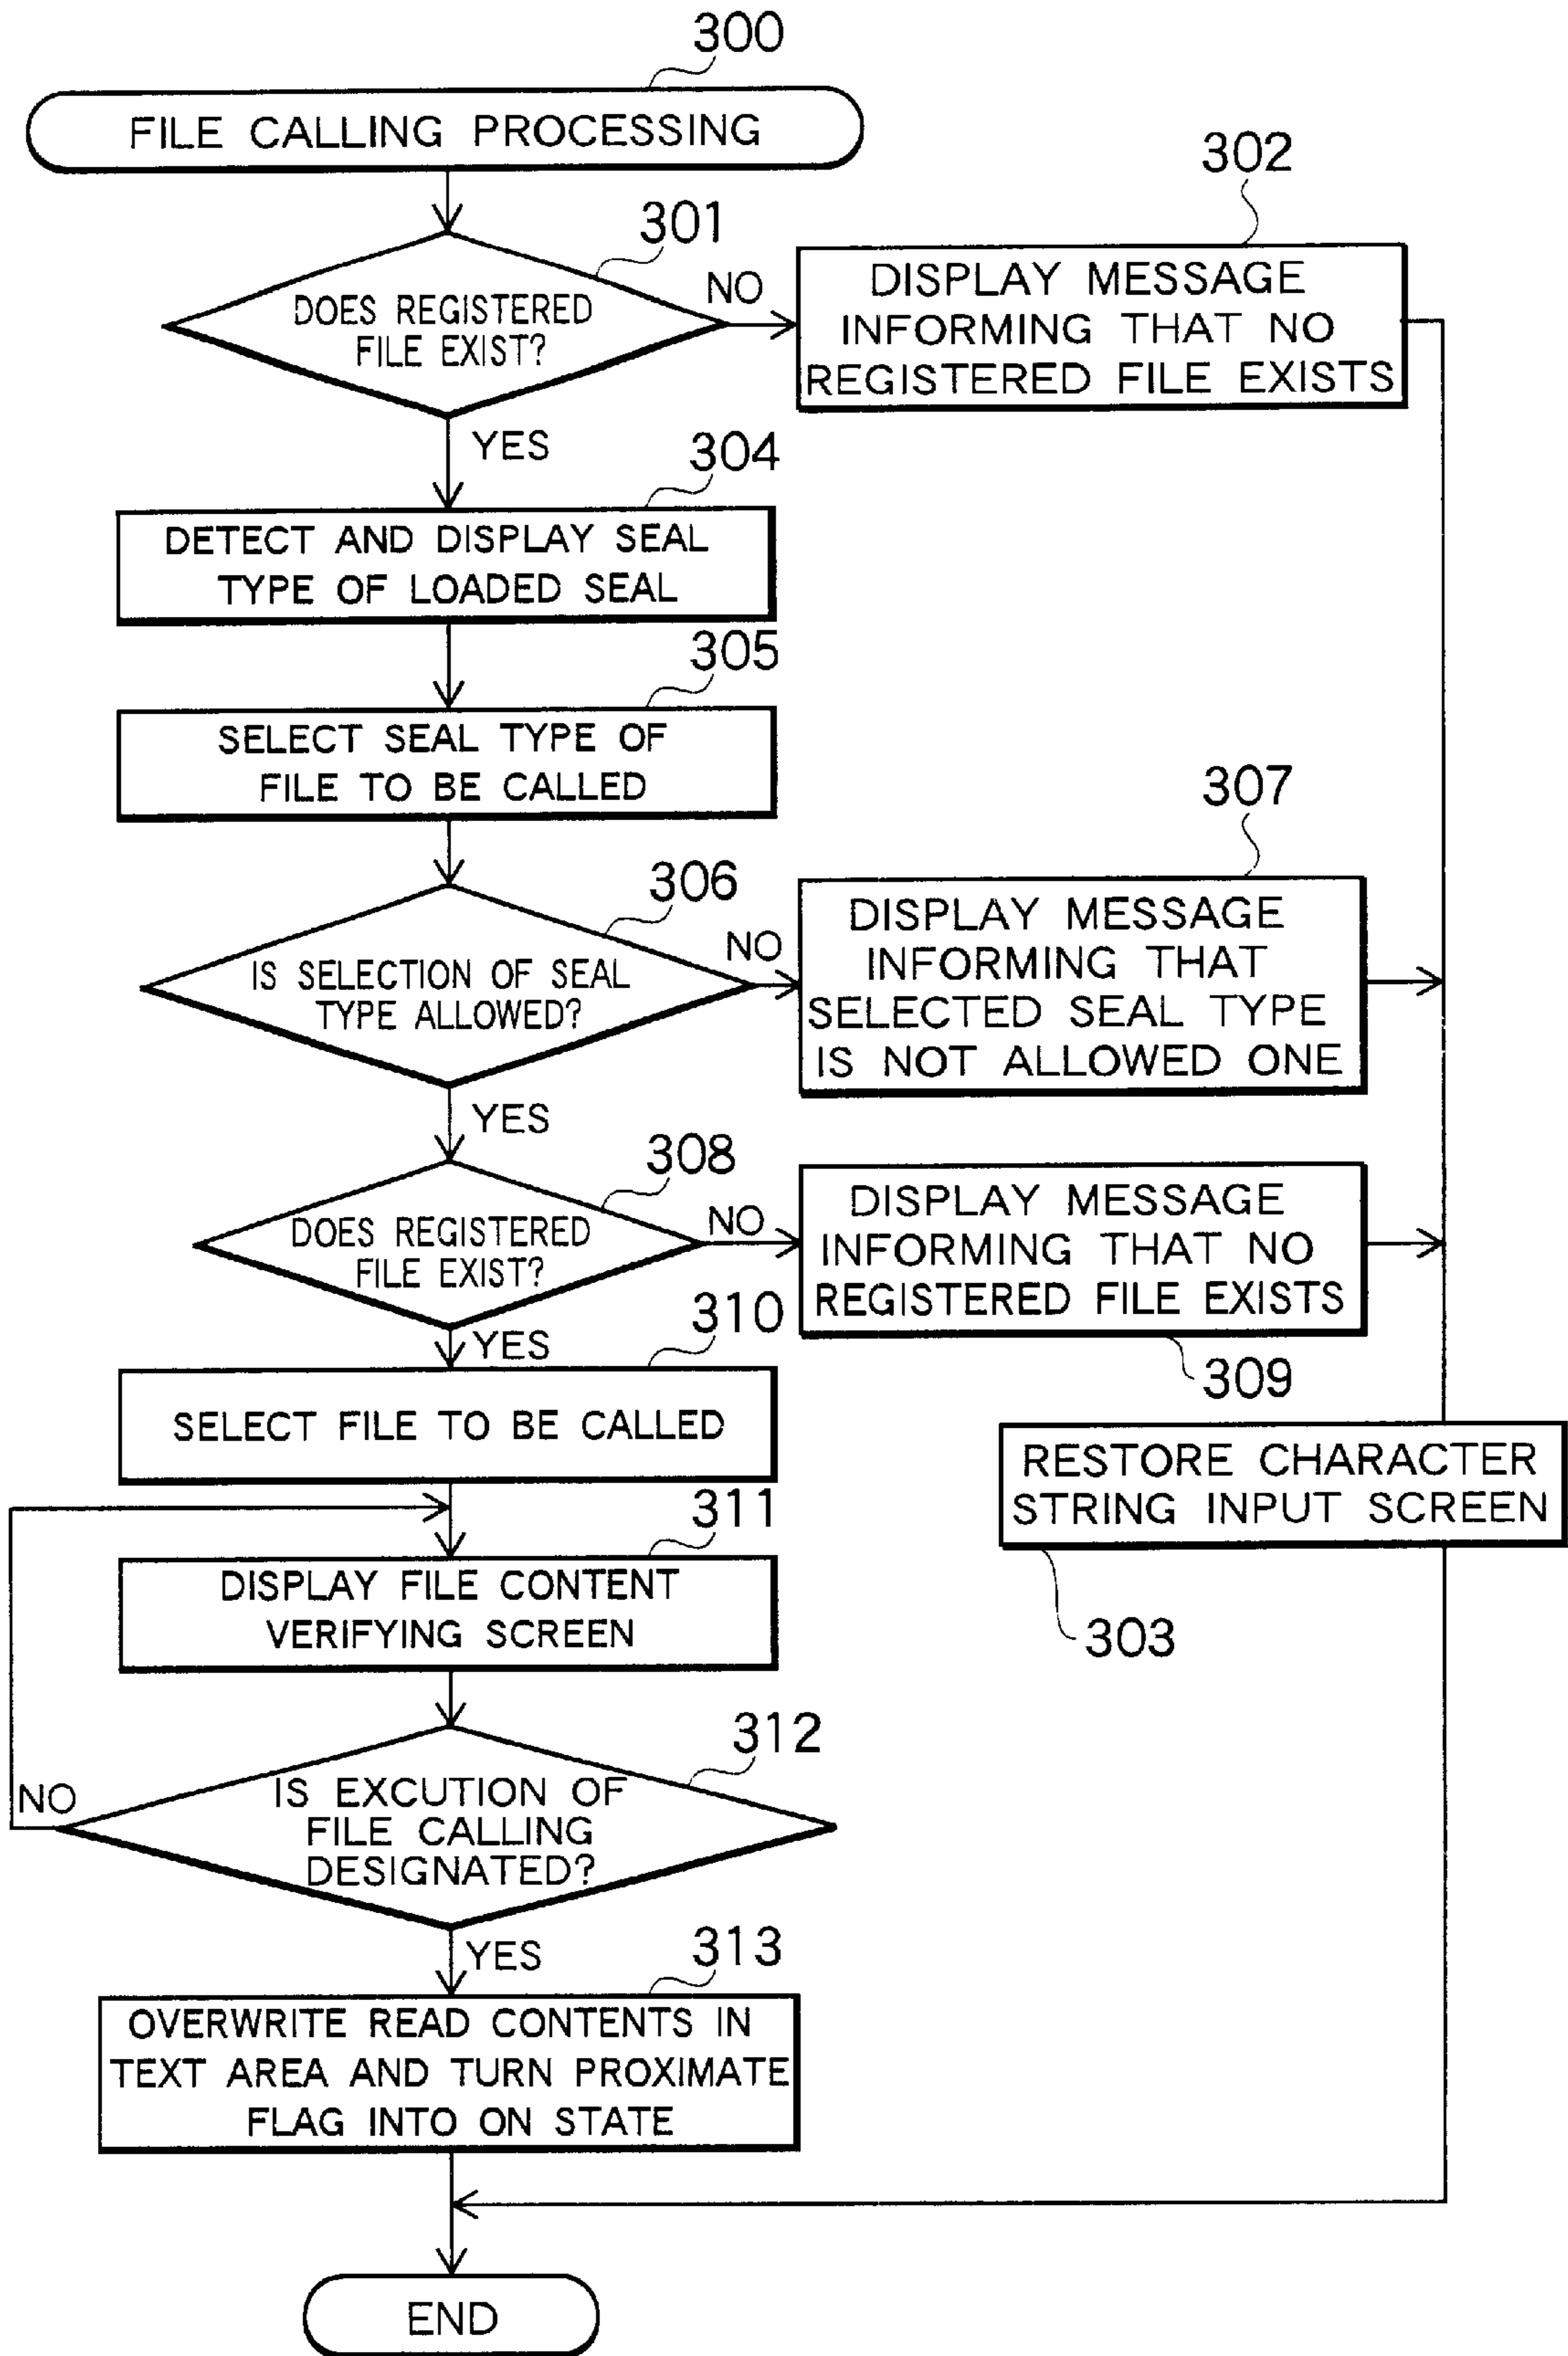 300
FILE CALLING PROCESSING
301
DOES REGISTERED
FILE EXIST?
NO
302
DISPLAY MESSAGE
INFORMING THAT NO
REGISTERED FILE EXISTS
YES
304
DETECT AND DISPLAY SEAL
TYPE OF LOADED SEAL
305
SELECT SEAL TYPE OF
FILE TO BE CALLED
306
IS SELECTION OF SEAL
TYPE ALLOWED?
NO
307
DISPLAY MESSAGE
INFORMING THAT
SELECTED SEAL TYPE
IS NOT ALLOWED ONE
YES
308
DOES REGISTERED
FILE EXIST?
NO
DISPLAY MESSAGE
INFORMING THAT NO
REGISTERED FILE EXISTS
309
YES
310
SELECT FILE TO BE CALLED
RESTORE CHARACTER
STRING INPUT SCREEN
303
311
DISPLAY FILE CONTENT
VERIFYING SCREEN
312
IS EXCUTION OF
FILE CALLING
DESIGNATED?
NO
YES
313
OVERWRITE READ CONTENTS IN
TEXT AREA AND TURN PROXIMATE
FLAG INTO ON STATE
END